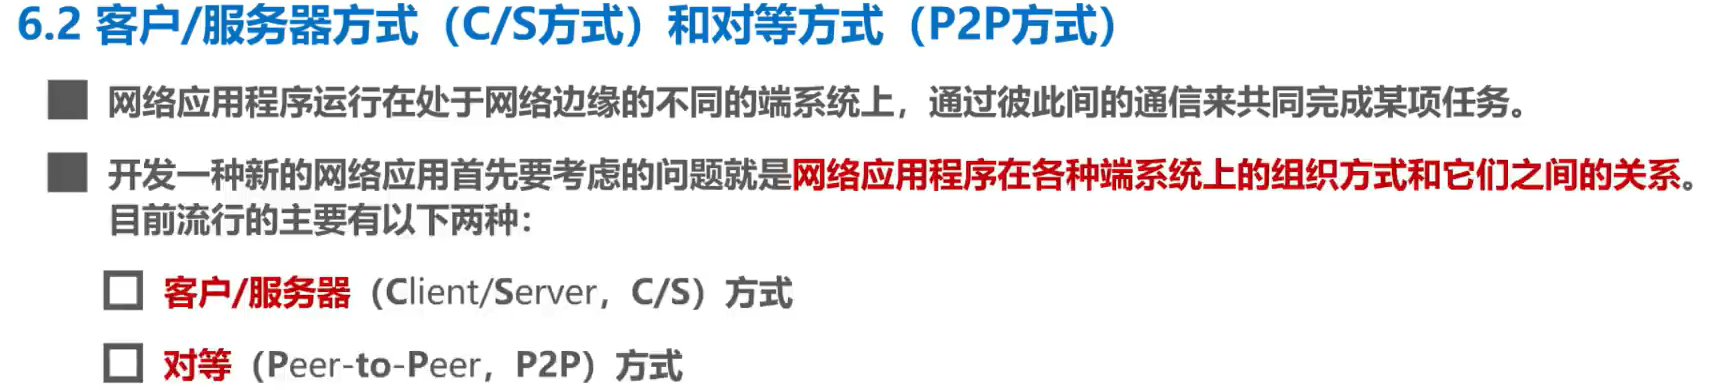 6.2 客户/服务器方式（C/S方式）和对等方式（P2P方式）
网络应用程序运行在处于网络边缘的不同的端系统上，通过彼此间的通信来共同完成某项任务。
开发一种新的网络应用首先要考虑的问题就是网络应用程序在各种端系统上的组织方式和它们之间的关系。
目前流行的主要有以下两种：
客户/服务器（Client/Server，C/S）方式
对等（Peer-to-Peer，P2P）方式